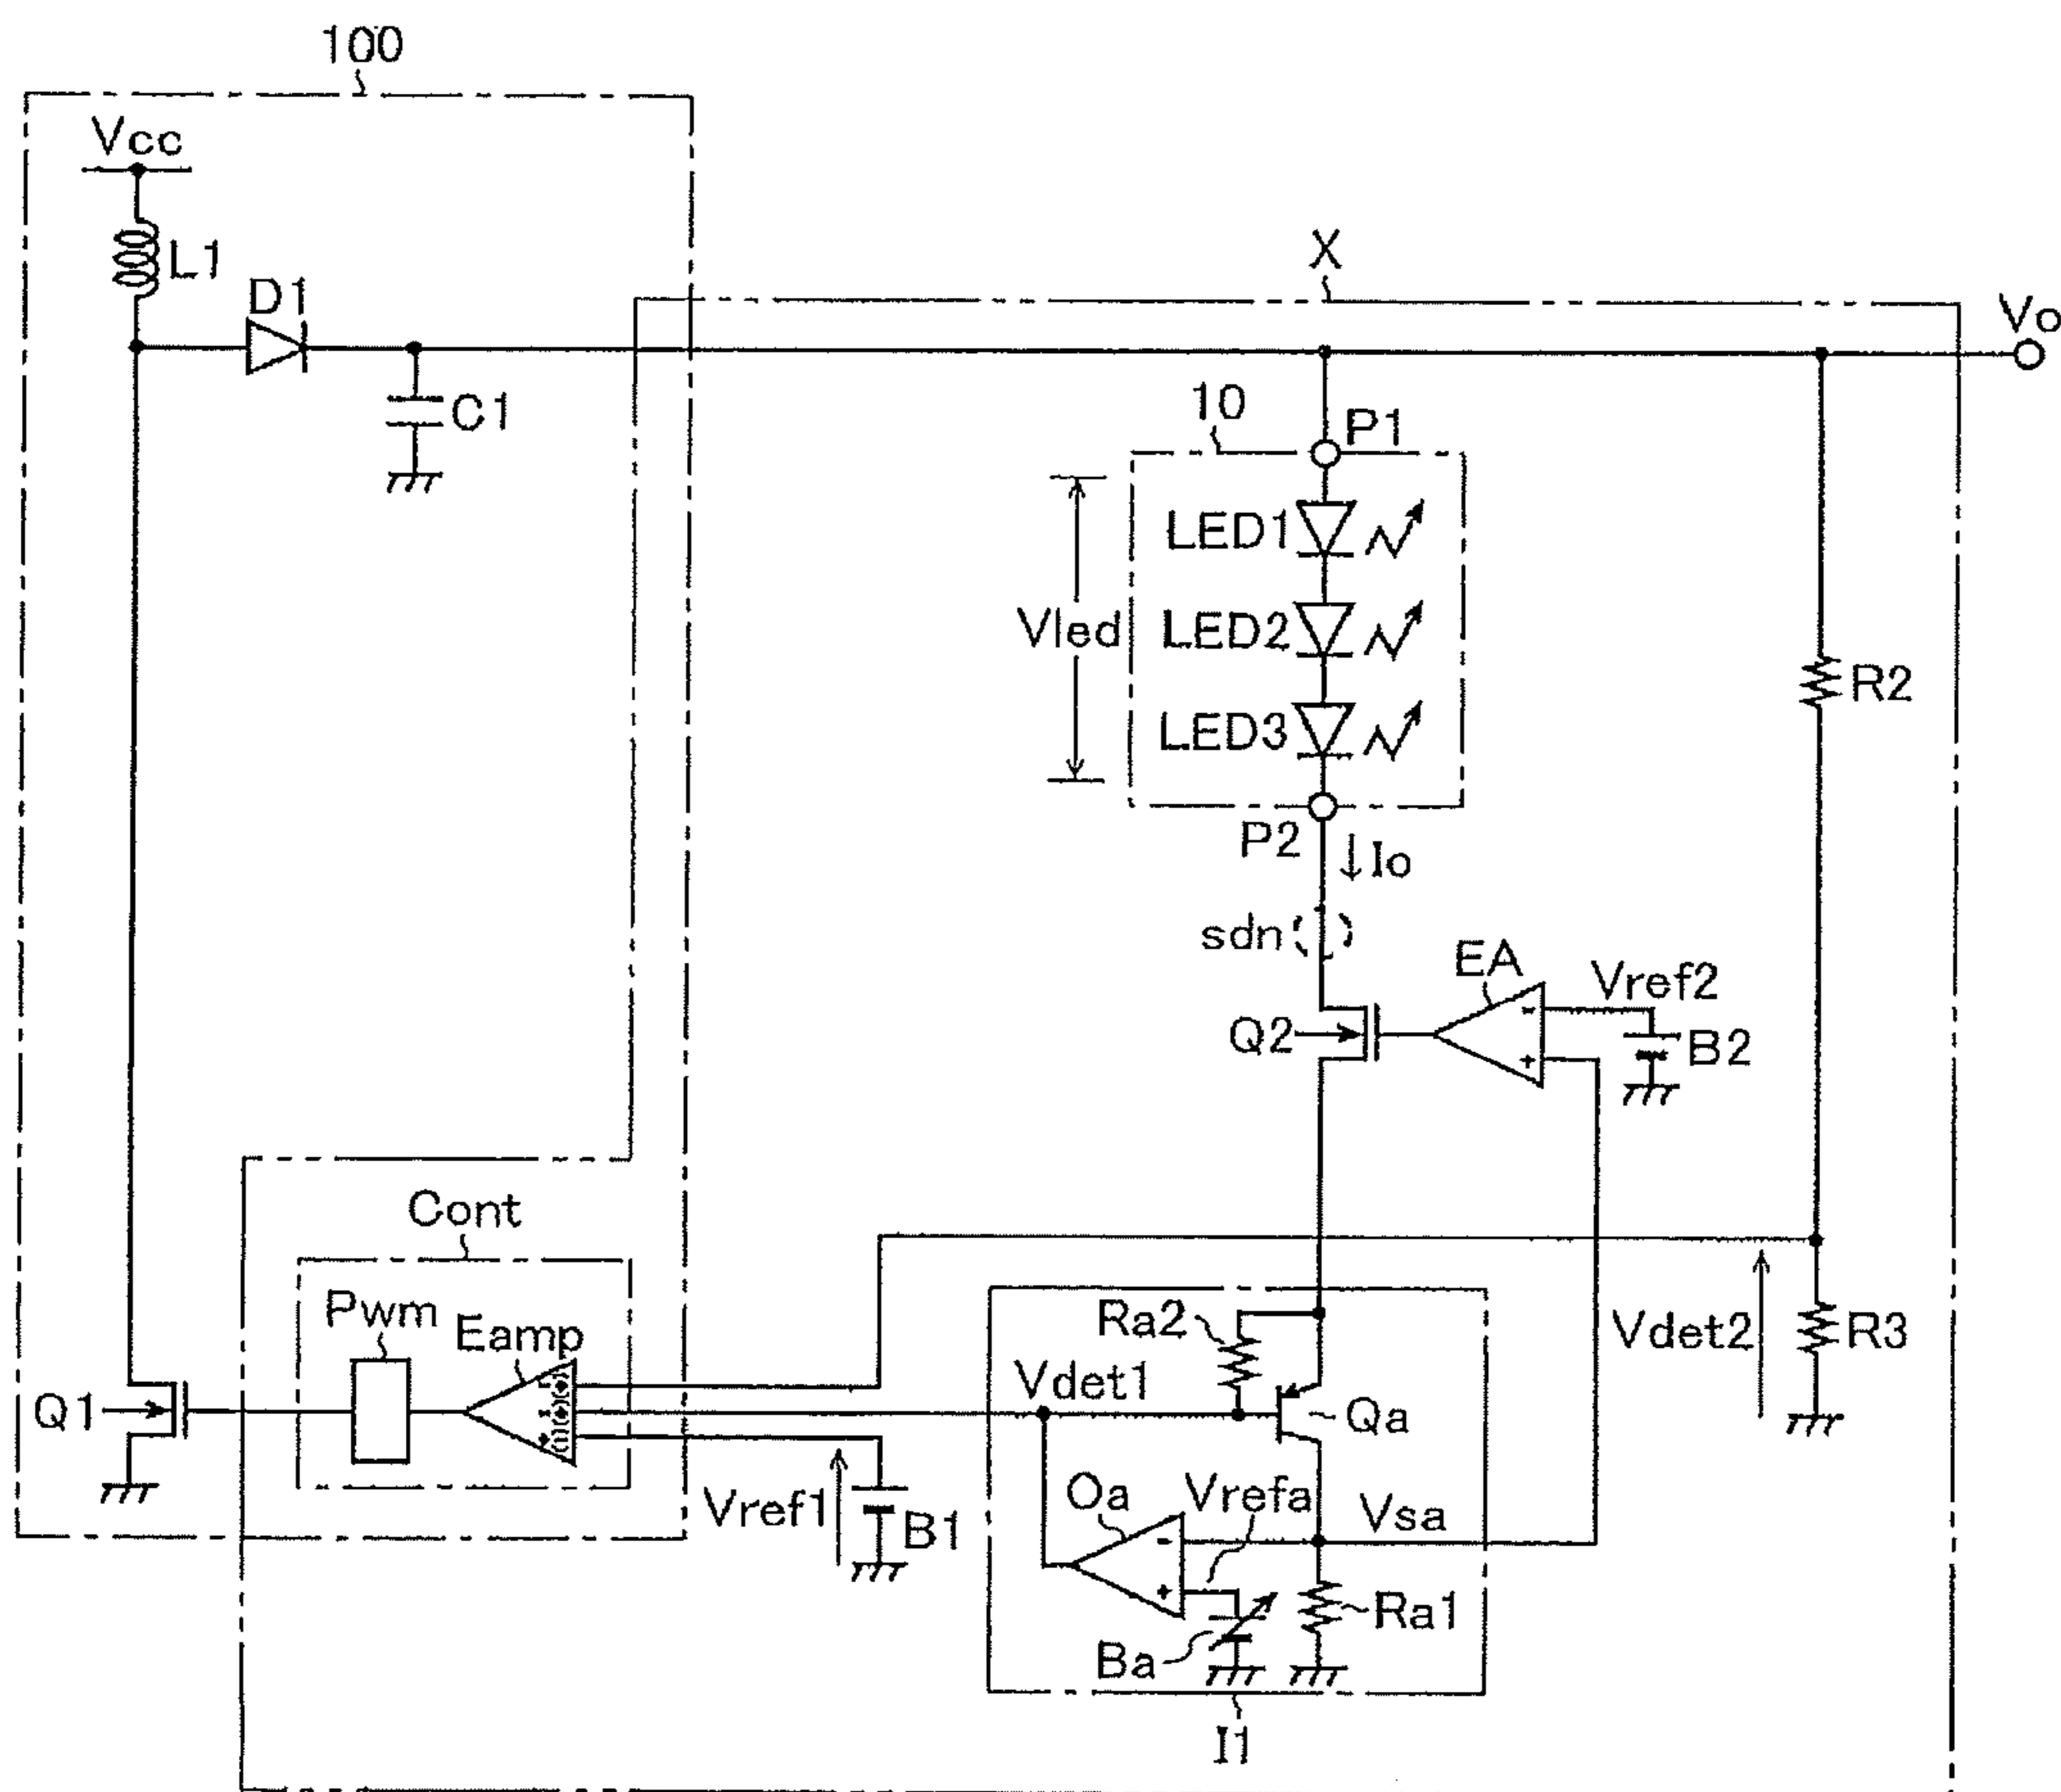 100
Vcc
L1
D1
X
Vo
C1
10
P1
LED1
Vled
LED2
R2
LED3
P2
Io
sdn
EA
Vref2
Q2
-
+
B2
Cont
Pwm
Eamp
Ra2
Vdet2
R3
Vdet1
Q1
Qa
Vref1
B1
Oa
Vrefa
Vsa
-
+
Ra1
Ba
I1